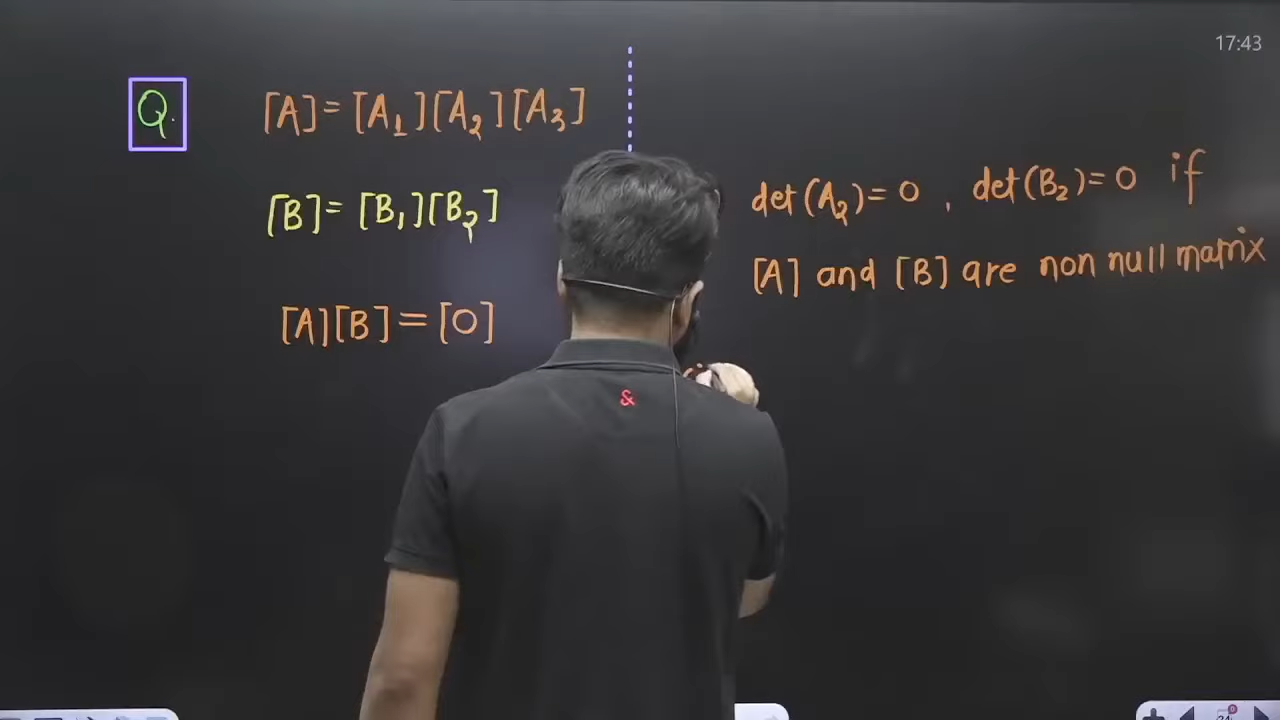 17:43
Q.
[A]=[A₁][A₂][A₃]
[B]=[B₁][B₂]
[A][B]=[0]
det(A₂)=0, det(B₂)=0 if
[A] and [B] are non null matrix
&
24